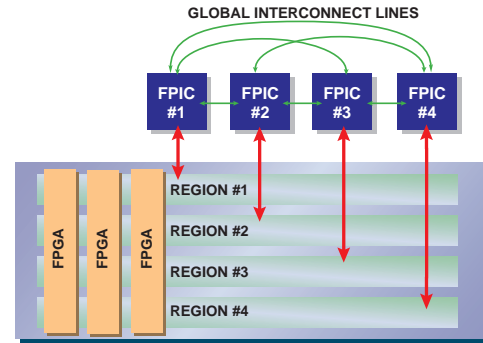 GLOBAL INTERCONNECT LINES
FPIC
#1
FPIC
#2
FPIC
#3
FPIC
#4
FPGA
FPGA
FPGA
REGION #1
REGION #2
REGION #3
REGION #4